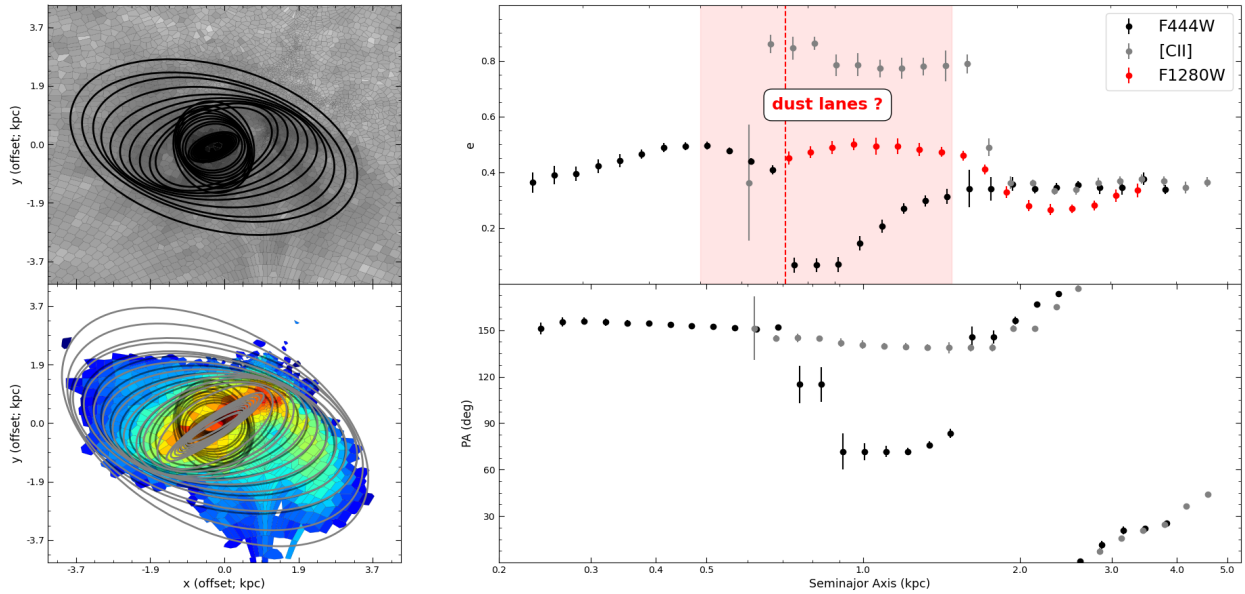 3.7
1.9
0.0
-1.9
-3.7
y (offset; kpc)
3.7
1.9
0.0
-1.9
-3.7
y (offset; kpc)
-3.7 -1.9 0.0 1.9 3.7
x (offset; kpc)
0.8
0.6
0.4
0.2
e
dust lanes ?
F444W
[CII]
F1280W
150
120
90
60
30
PA (deg)
0.2 0.3 0.4 0.5 1.0 2.0 3.0 4.0 5.0
Seminajor Axis (kpc)